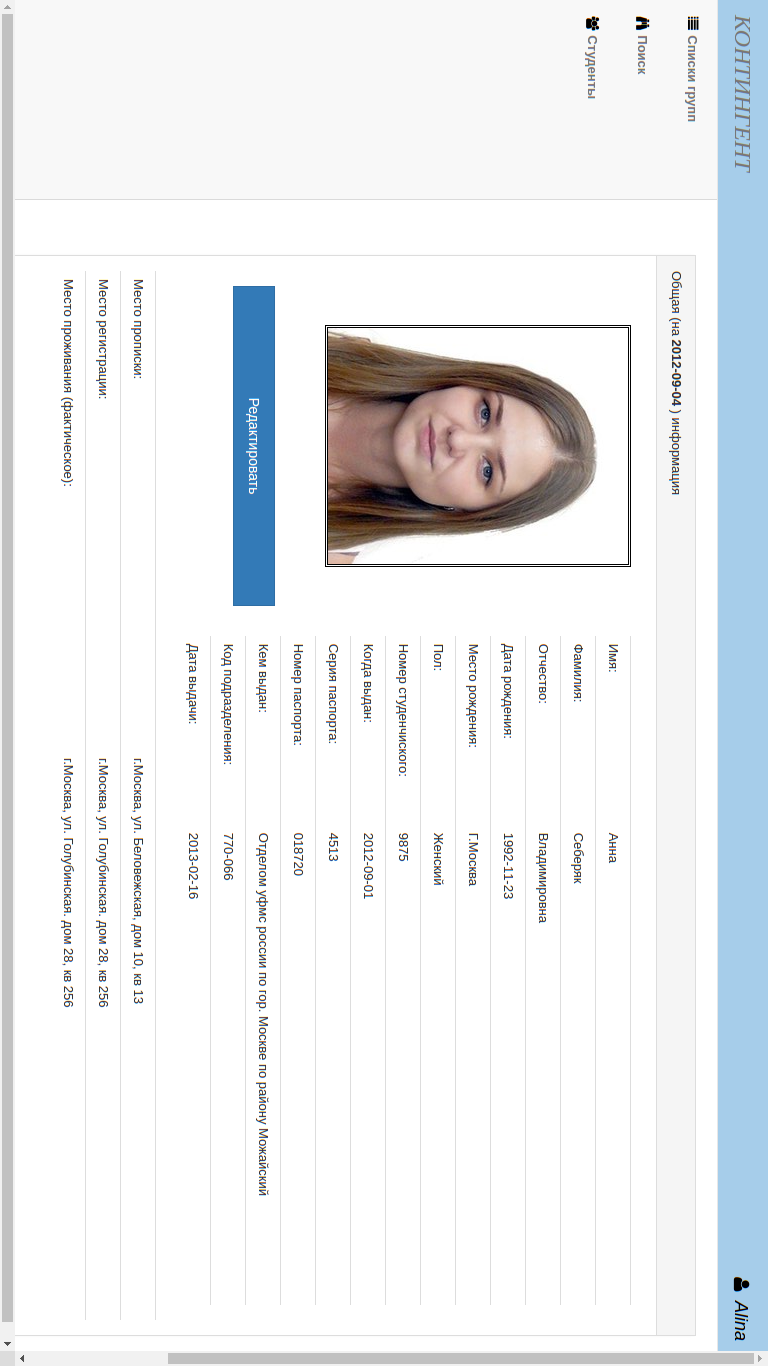 КОНТИНГЕНТ
Alina
Списки групп
Поиск
Студенты
Общая (на 2012-09-04 ) информация
Редактировать
Имя: Анна
Фамилия: Себеряк
Отчество: Владимировна
Дата рождения: 1992-11-23
Место рождения: Г.Москва
Пол: Женский
Номер студенчиского: 9875
Когда выдан: 2012-09-01
Серия паспорта: 4513
Номер паспорта: 018720
Кем выдан: Отделом уфмс россии по гор. Москве по району Можайский
Код подразделения: 770-066
Дата выдачи: 2013-02-16
Место прописки: г.Москва, ул. Беловежская, дом 10, кв 13
Место регистрации: г.Москва, ул. Голубинская. дом 28, кв 256
Место проживания (фактическое): г.Москва, ул. Голубинская. дом 28, кв 256